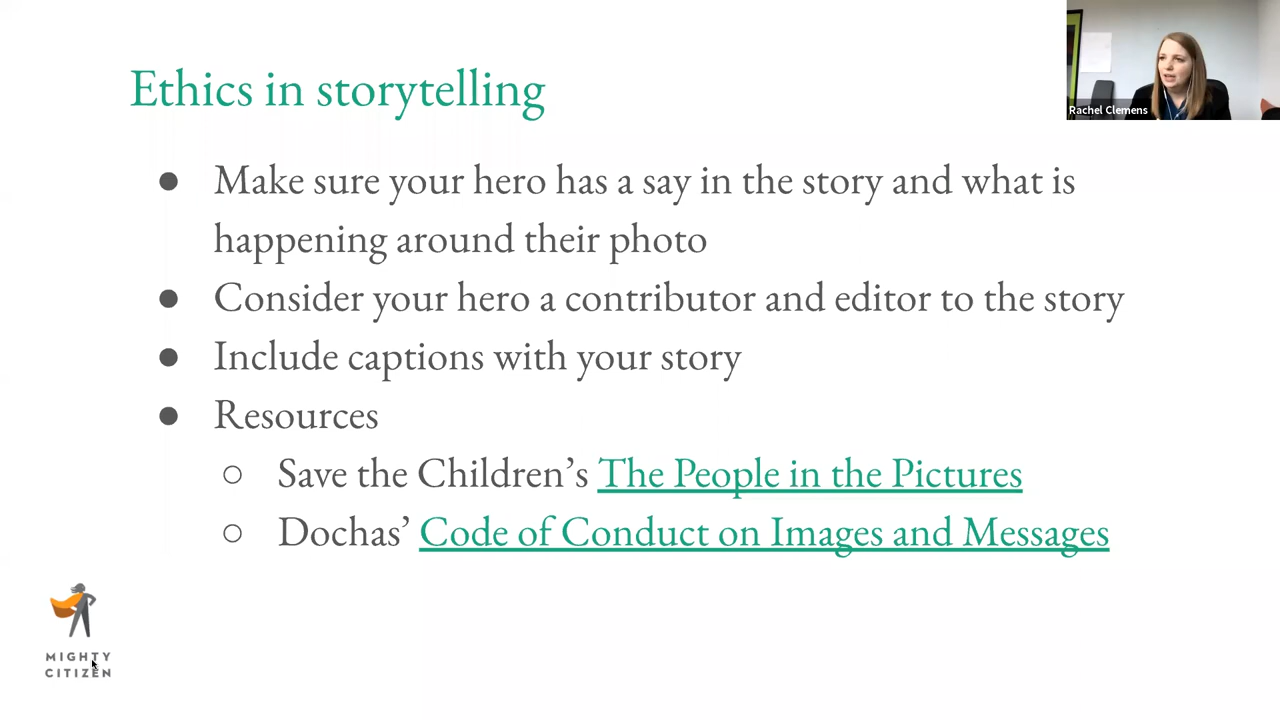 Ethics in storytelling
Rachel Clemens
● Make sure your hero has a say in the story and what is
happening around their photo
● Consider your hero a contributor and editor to the story
● Include captions with your story
● Resources
○ Save the Children’s The People in the Pictures
○ Dochas’ Code of Conduct on Images and Messages
MIGHTY
CITIZEN